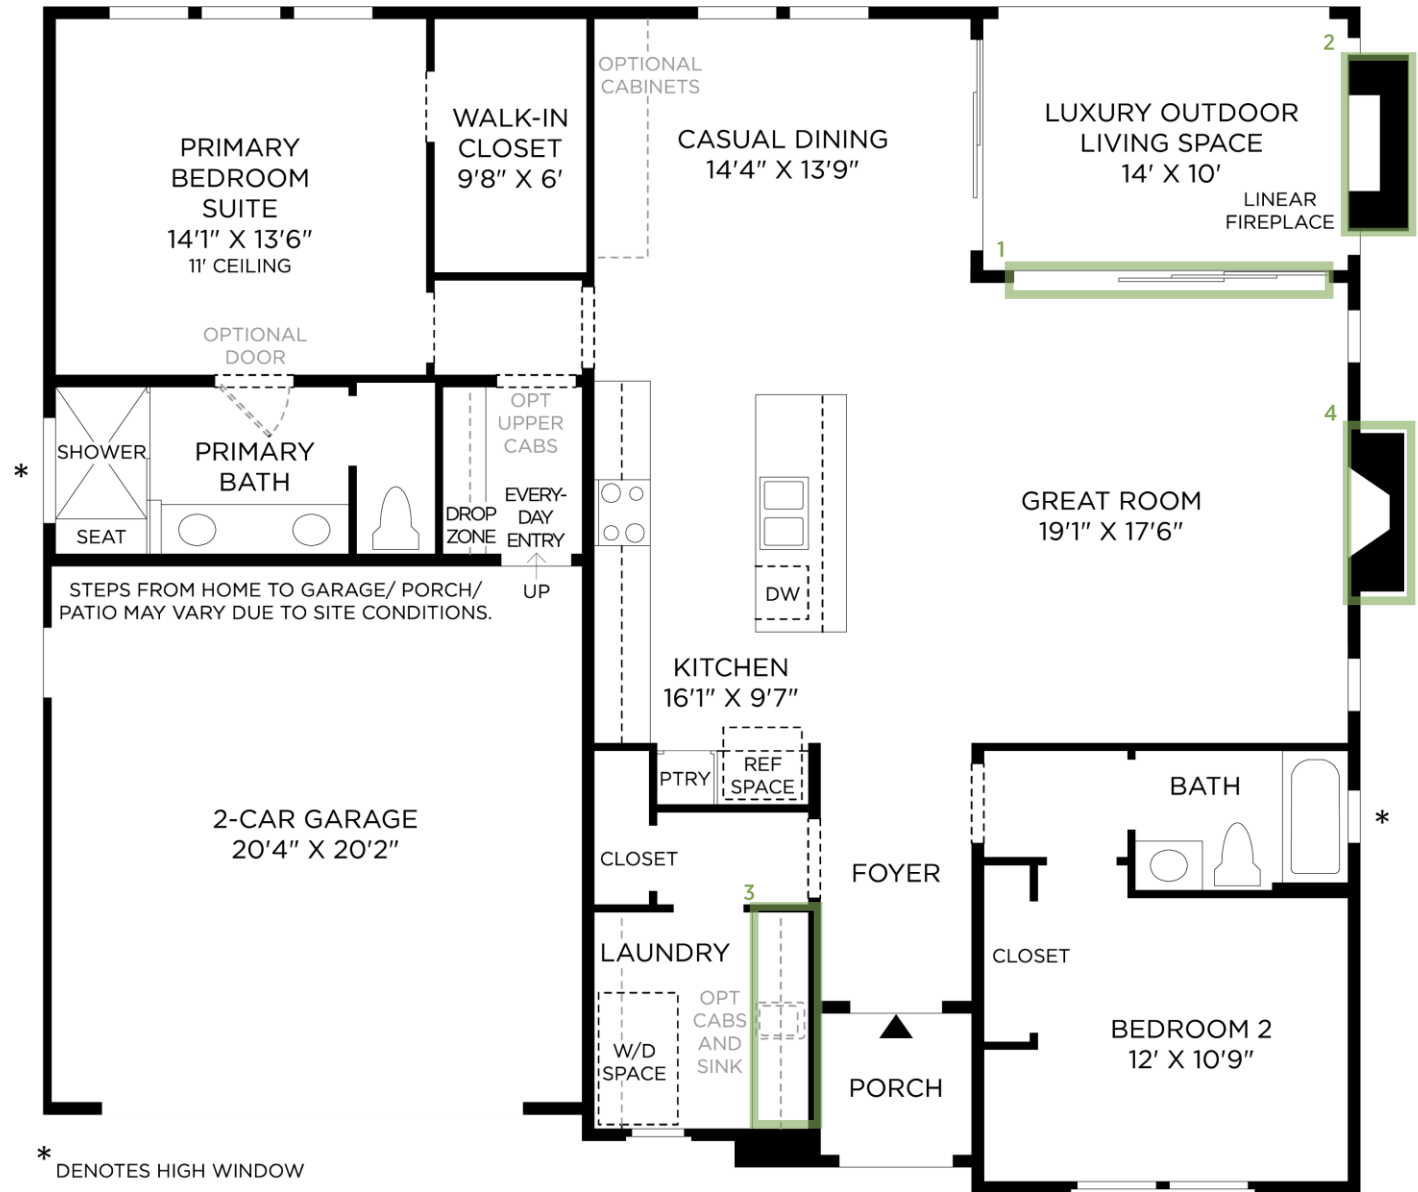 PRIMARY
BEDROOM
SUITE
14'1" X 13'6"
11' CEILING
WALK-IN
CLOSET
9'8" X 6'
OPTIONAL
CABINETS
CASUAL DINING
14'4" X 13'9"
2
LUXURY OUTDOOR
LIVING SPACE
14' X 10'
LINEAR
FIREPLACE
1
OPTIONAL
DOOR
SHOWER
SEAT
*
PRIMARY
BATH
OPT
UPPER
CABS
DROP
ZONE
EVERY-
DAY
ENTRY
UP
4
GREAT ROOM
19'1" X 17'6"
DW
KITCHEN
16'1" X 9'7"
STEPS FROM HOME TO GARAGE/ PORCH/
PATIO MAY VARY DUE TO SITE CONDITIONS.
2-CAR GARAGE
20'4" X 20'2"
PTRY
REF
SPACE
CLOSET
FOYER
BATH
*
3
LAUNDRY
OPT
CABS
AND
SINK
W/D
SPACE
CLOSET
BEDROOM 2
12' X 10'9"
PORCH
* DENOTES HIGH WINDOW